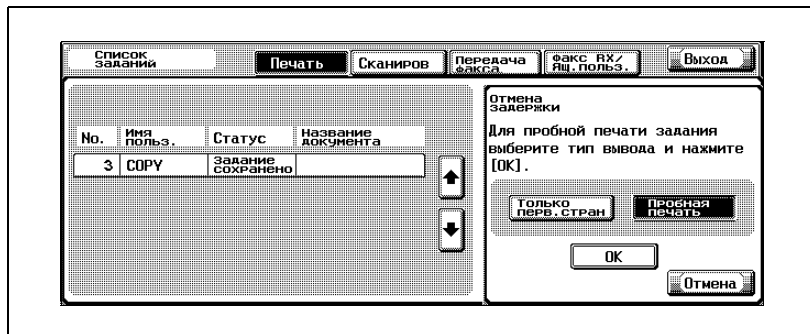 Список
заданий
Печать
Сканиров
Передача
факса
Факс RX/
Ящ.польз.
Выход
No.
Имя
польз.
Статус
Название
документа
3
COPY
Задание
сохранено
Отмена
задержки
Для пробной печати задания
выберите тип вывода и нажмите
[OK].
Только
перв.стран
Пробная
печать
OK
Отмена